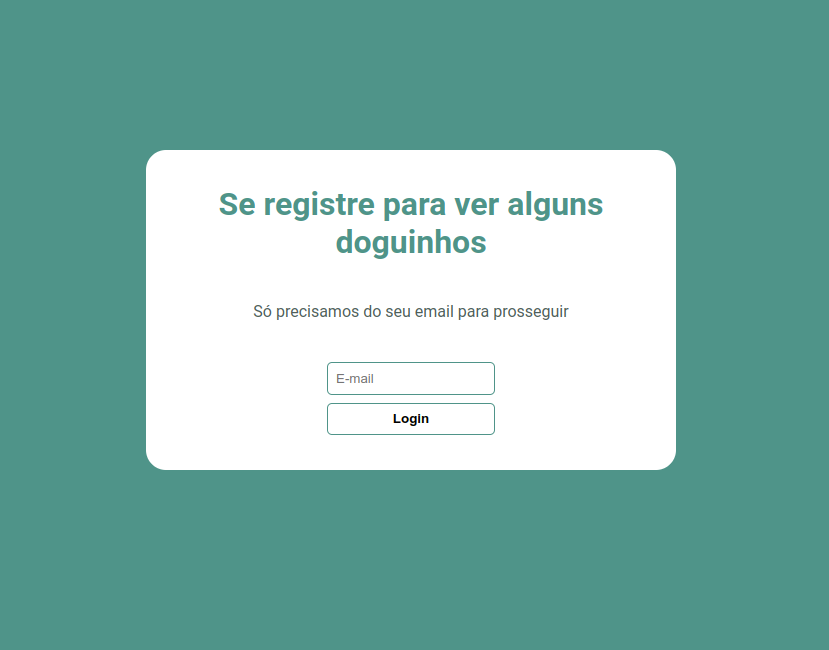 Se registre para ver alguns
doguinhos
Só precisamos do seu email para prosseguir
E-mail
Login